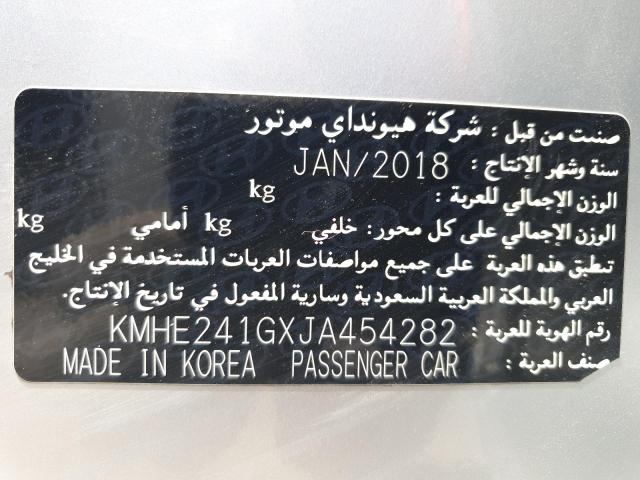 صنعت من قبل : شركة هيونداي موتور
سنة وشهر الإنتاج : JAN/2018
الوزن الإجمالي للعربة : kg
الوزن الإجمالي على كل محور: خلفي kg أمامي kg
تنطبق هذه العربة على جميع مواصفات العربات المستخدمة في الخليج
العربي والمملكة العربية السعودية وسارية المفعول في تاريخ الإنتاج.
رقم الهوية للعربة : KMHE241GXJA454282
صنف العربة : MADE IN KOREA PASSENGER CAR